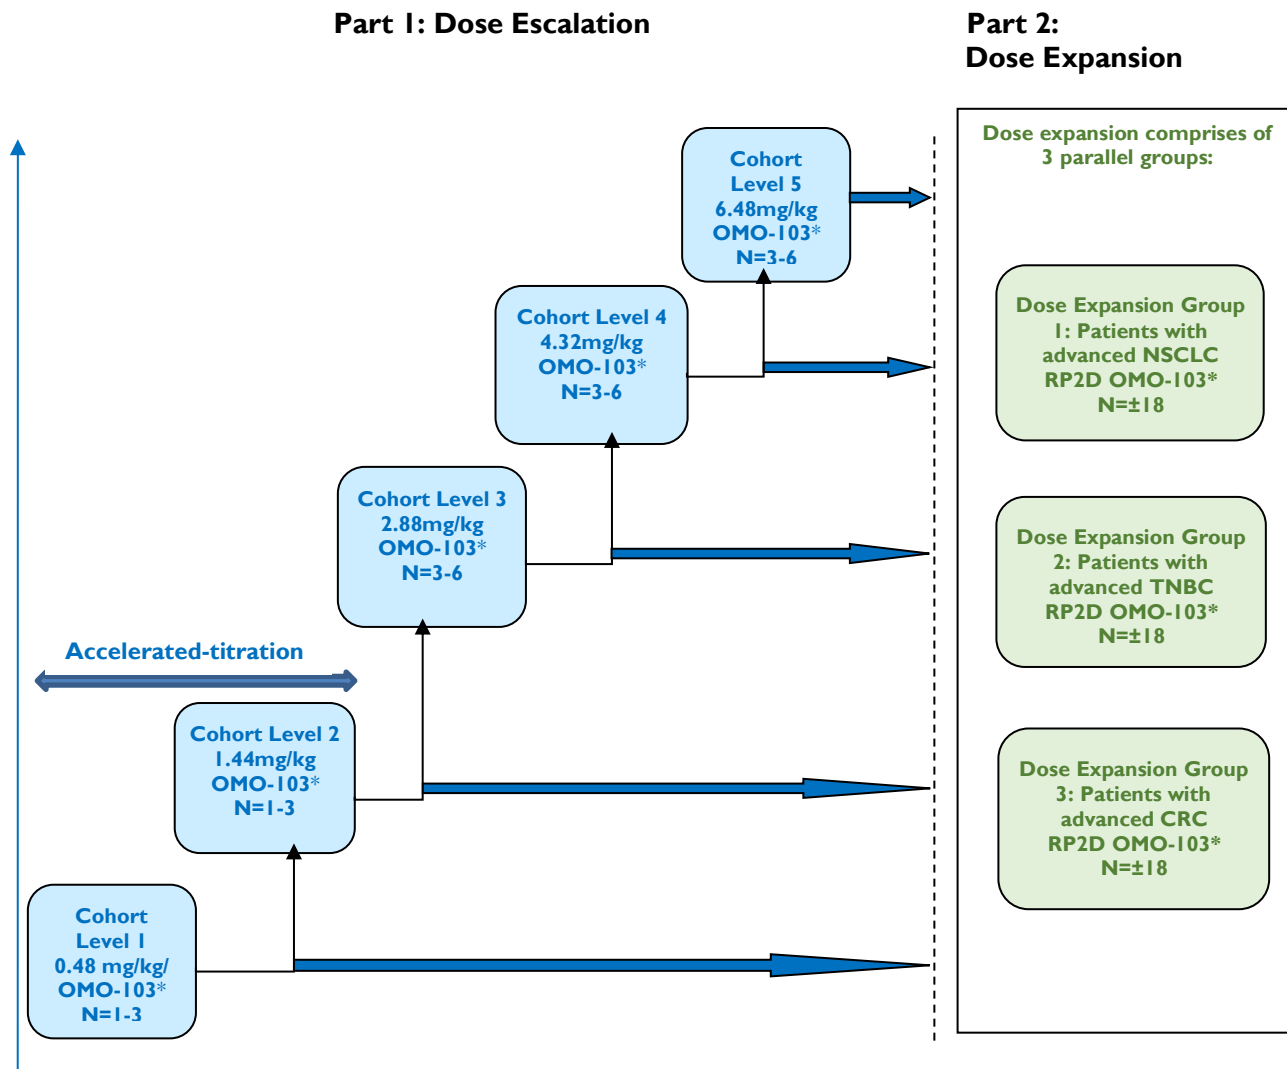 Part 1: Dose Escalation
Part 2:
Dose Expansion
Cohort
Level 5
6.48mg/kg
OMO-103*
N=3-6
Cohort Level 4
4.32mg/kg
OMO-103*
N=3-6
Cohort Level 3
2.88mg/kg
OMO-103*
N=3-6
Accelerated-titration
Cohort Level 2
1.44mg/kg
OMO-103*
N=1-3
Cohort
Level 1
0.48 mg/kg/
OMO-103*
N=1-3
Dose expansion comprises of
3 parallel groups:
Dose Expansion Group
1: Patients with
advanced NSCLC
RP2D OMO-103*
N=±18
Dose Expansion Group
2: Patients with
advanced TNBC
RP2D OMO-103*
N=±18
Dose Expansion Group
3: Patients with
advanced CRC
RP2D OMO-103*
N=±18